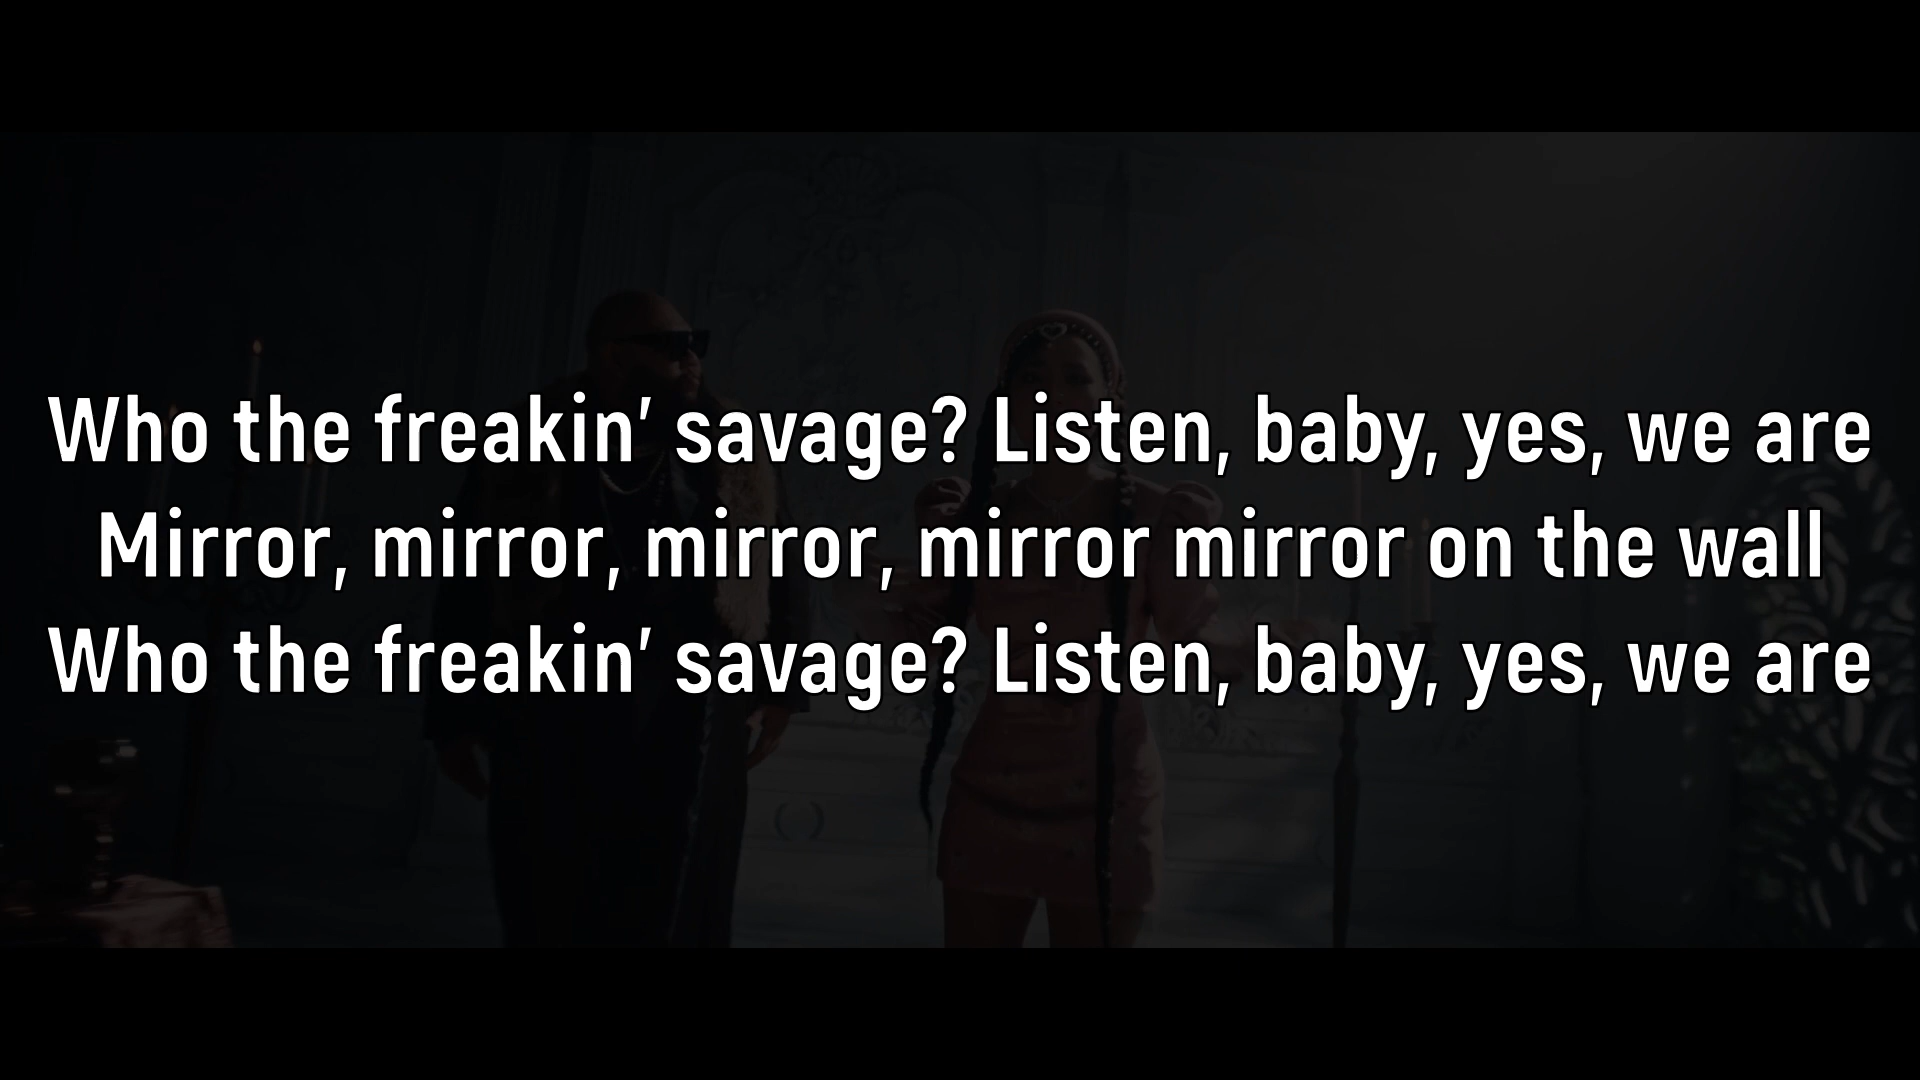 Who the freakin’ savage? Listen, baby, yes, we are
Mirror, mirror, mirror, mirror mirror on the wall
Who the freakin’ savage? Listen, baby, yes, we are